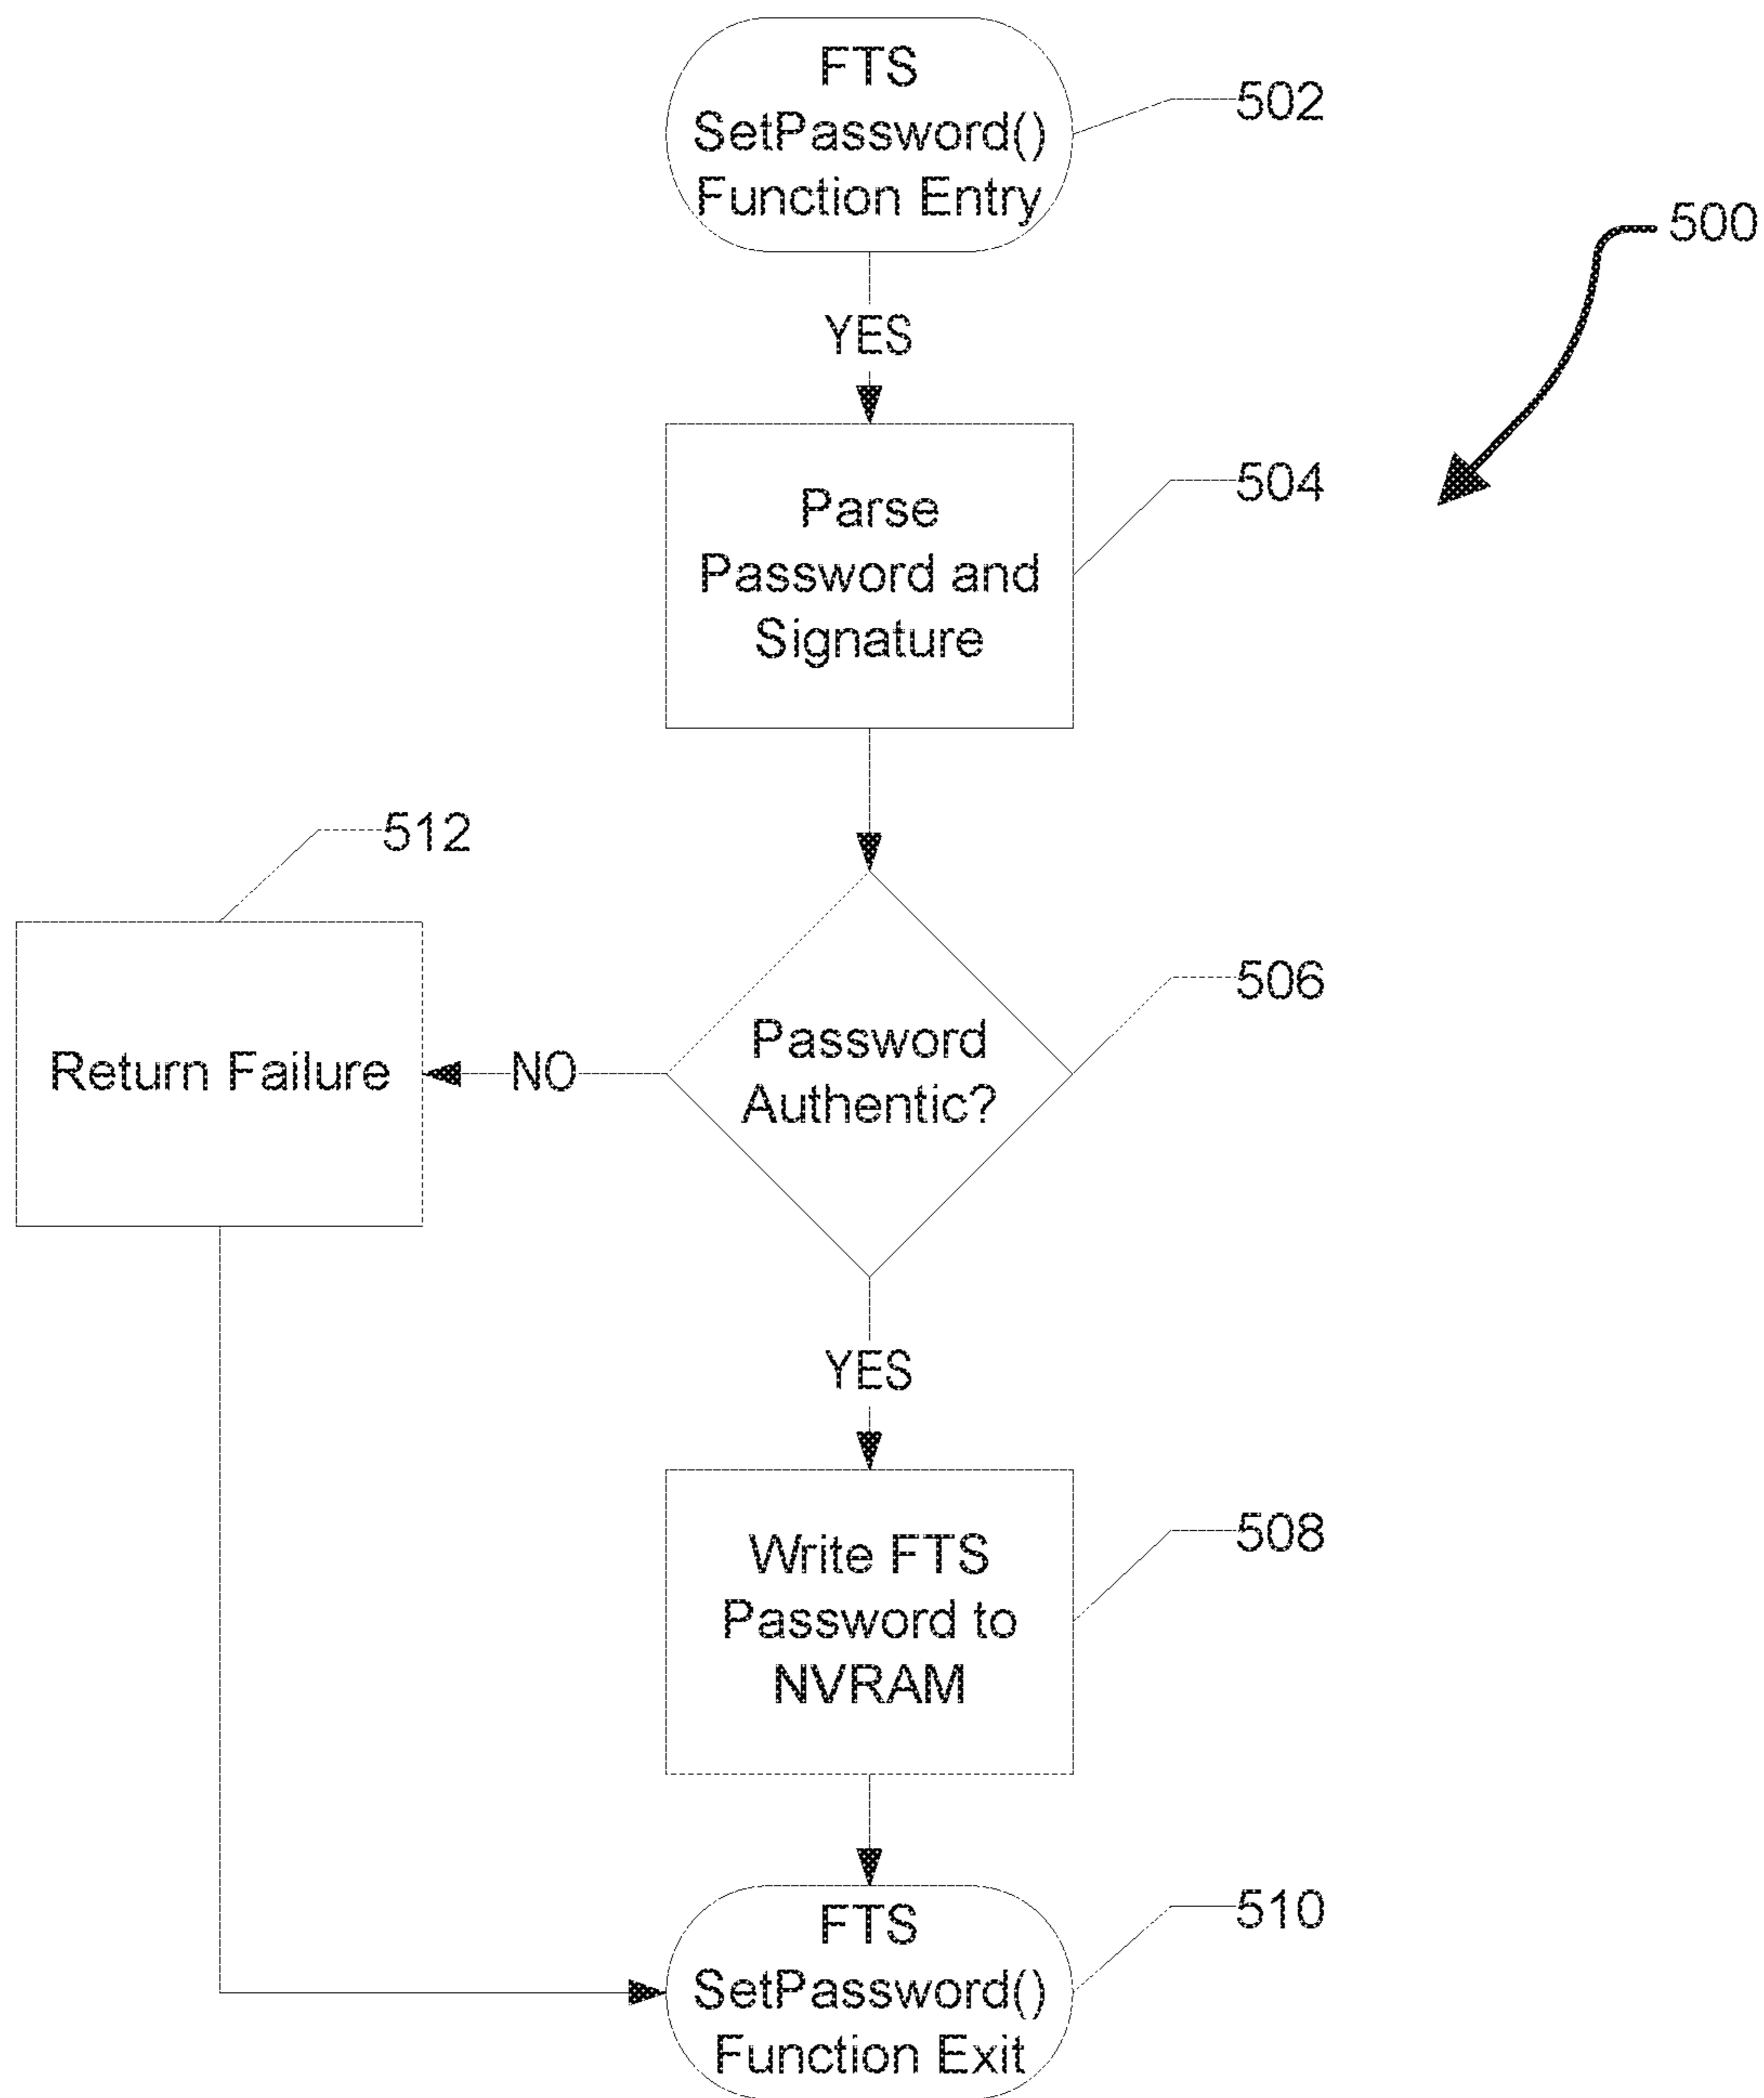 FTS
SetPassword()
Function Entry
502
500
YES
Parse
Password and
Signature
504
512
Return Failure
NO
Password
Authentic?
506
YES
Write FTS
Password to
NVRAM
508
FTS
SetPassword()
Function Exit
510